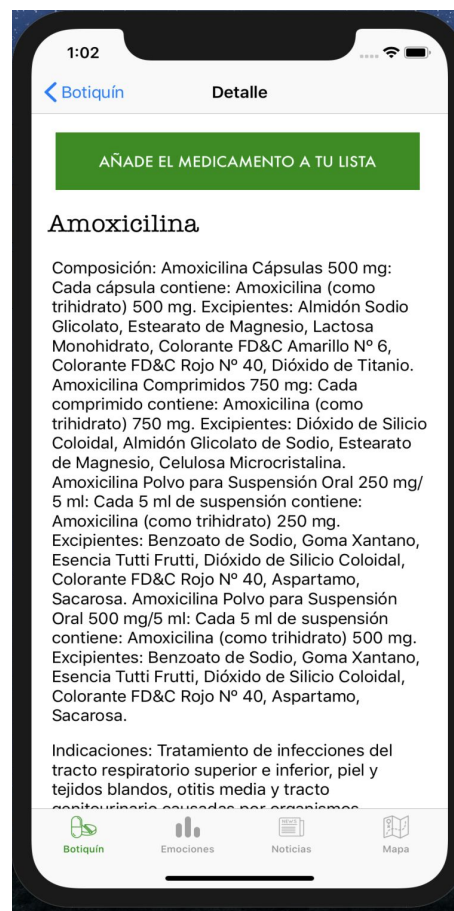 1:02
Botiquín
Detalle
AÑADE EL MEDICAMENTO A TU LISTA
Amoxicilina
Composición: Amoxicilina Cápsulas 500 mg:
Cada cápsula contiene: Amoxicilina (como
trihidrato) 500 mg. Excipientes: Almidón Sodio
Glicolato, Estearato de Magnesio, Lactosa
Monohidrato, Colorante FD&C Amarillo Nº 6,
Colorante FD&C Rojo Nº 40, Dióxido de Titanio.
Amoxicilina Comprimidos 750 mg: Cada
comprimido contiene: Amoxicilina (como
trihidrato) 750 mg. Excipientes: Dióxido de Silicio
Coloidal, Almidón Glicolato de Sodio, Estearato
de Magnesio, Celulosa Microcristalina.
Amoxicilina Polvo para Suspensión Oral 250 mg/
5 ml: Cada 5 ml de suspensión contiene:
Amoxicilina (como trihidrato) 250 mg.
Excipientes: Benzoato de Sodio, Goma Xantano,
Esencia Tutti Frutti, Dióxido de Silicio Coloidal,
Colorante FD&C Rojo Nº 40, Aspartamo,
Sacarosa. Amoxicilina Polvo para Suspensión
Oral 500 mg/5 ml: Cada 5 ml de suspensión
contiene: Amoxicilina (como trihidrato) 500 mg.
Excipientes: Benzoato de Sodio, Goma Xantano,
Esencia Tutti Frutti, Dióxido de Silicio Coloidal,
Colorante FD&C Rojo Nº 40, Aspartamo,
Sacarosa.
Indicaciones: Tratamiento de infecciones del
tracto respiratorio superior e inferior, piel y
tejidos blandos, otitis media y tracto
genitourinario causadas por organismos
NEWS
Botiquín
Emociones
Noticias
Mapa